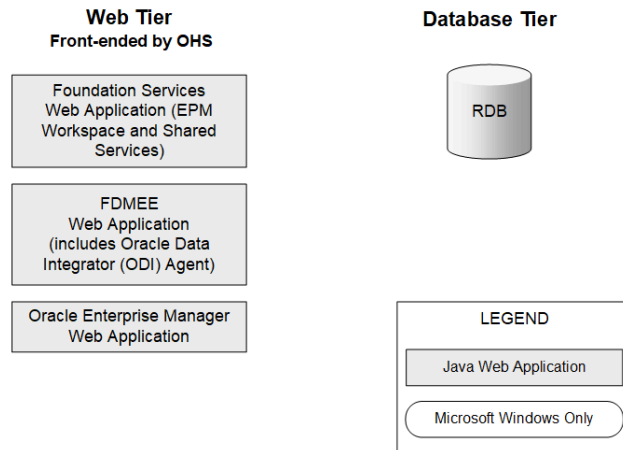 Web Tier
Front-ended by OHS
Foundation Services
Web Application (EPM
Workspace and Shared
Services)
FDMEE
Web Application
(includes Oracle Data
Integrator (ODI) Agent)
Oracle Enterprise Manager
Web Application
Database Tier
RDB
LEGEND
Java Web Application
Microsoft Windows Only